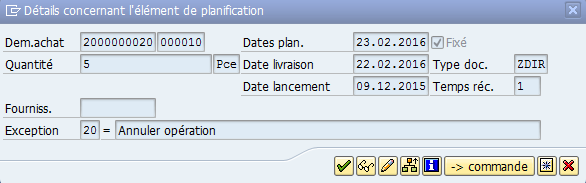 Détails concernant l'élément de planification
Dem.achat 2000000020 000010 Dates plan. 23.02.2016 Fixé
Quantité 5 Pce Date livraison 22.02.2016 Type doc. ZDIR
Date lancement 09.12.2015 Temps réc. 1
Fourniss.
Exception 20 = Annuler opération
-> commande